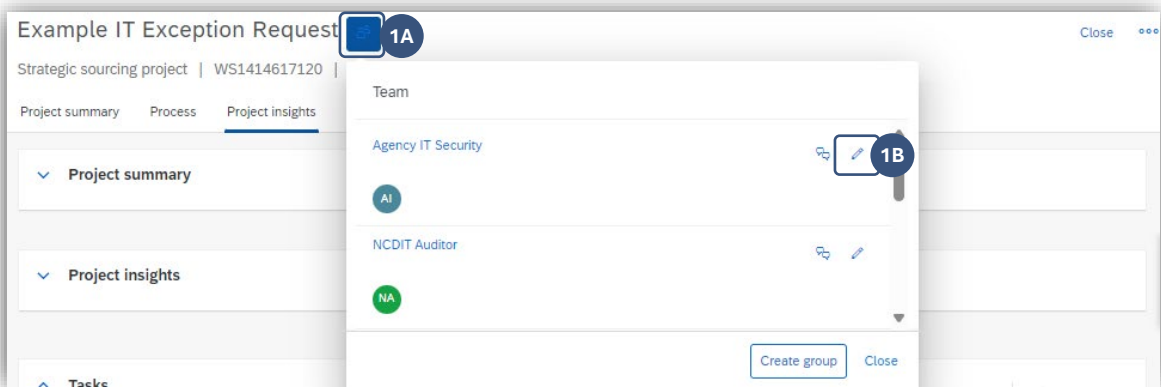 Example IT Exception Request
1A
Close
Strategic sourcing project | WS1414617120 |
Project summary Process Project insights
Team
Agency IT Security
1B
AI
Project summary
NCDIT Auditor
Project insights
NA
Create group Close
Tasks